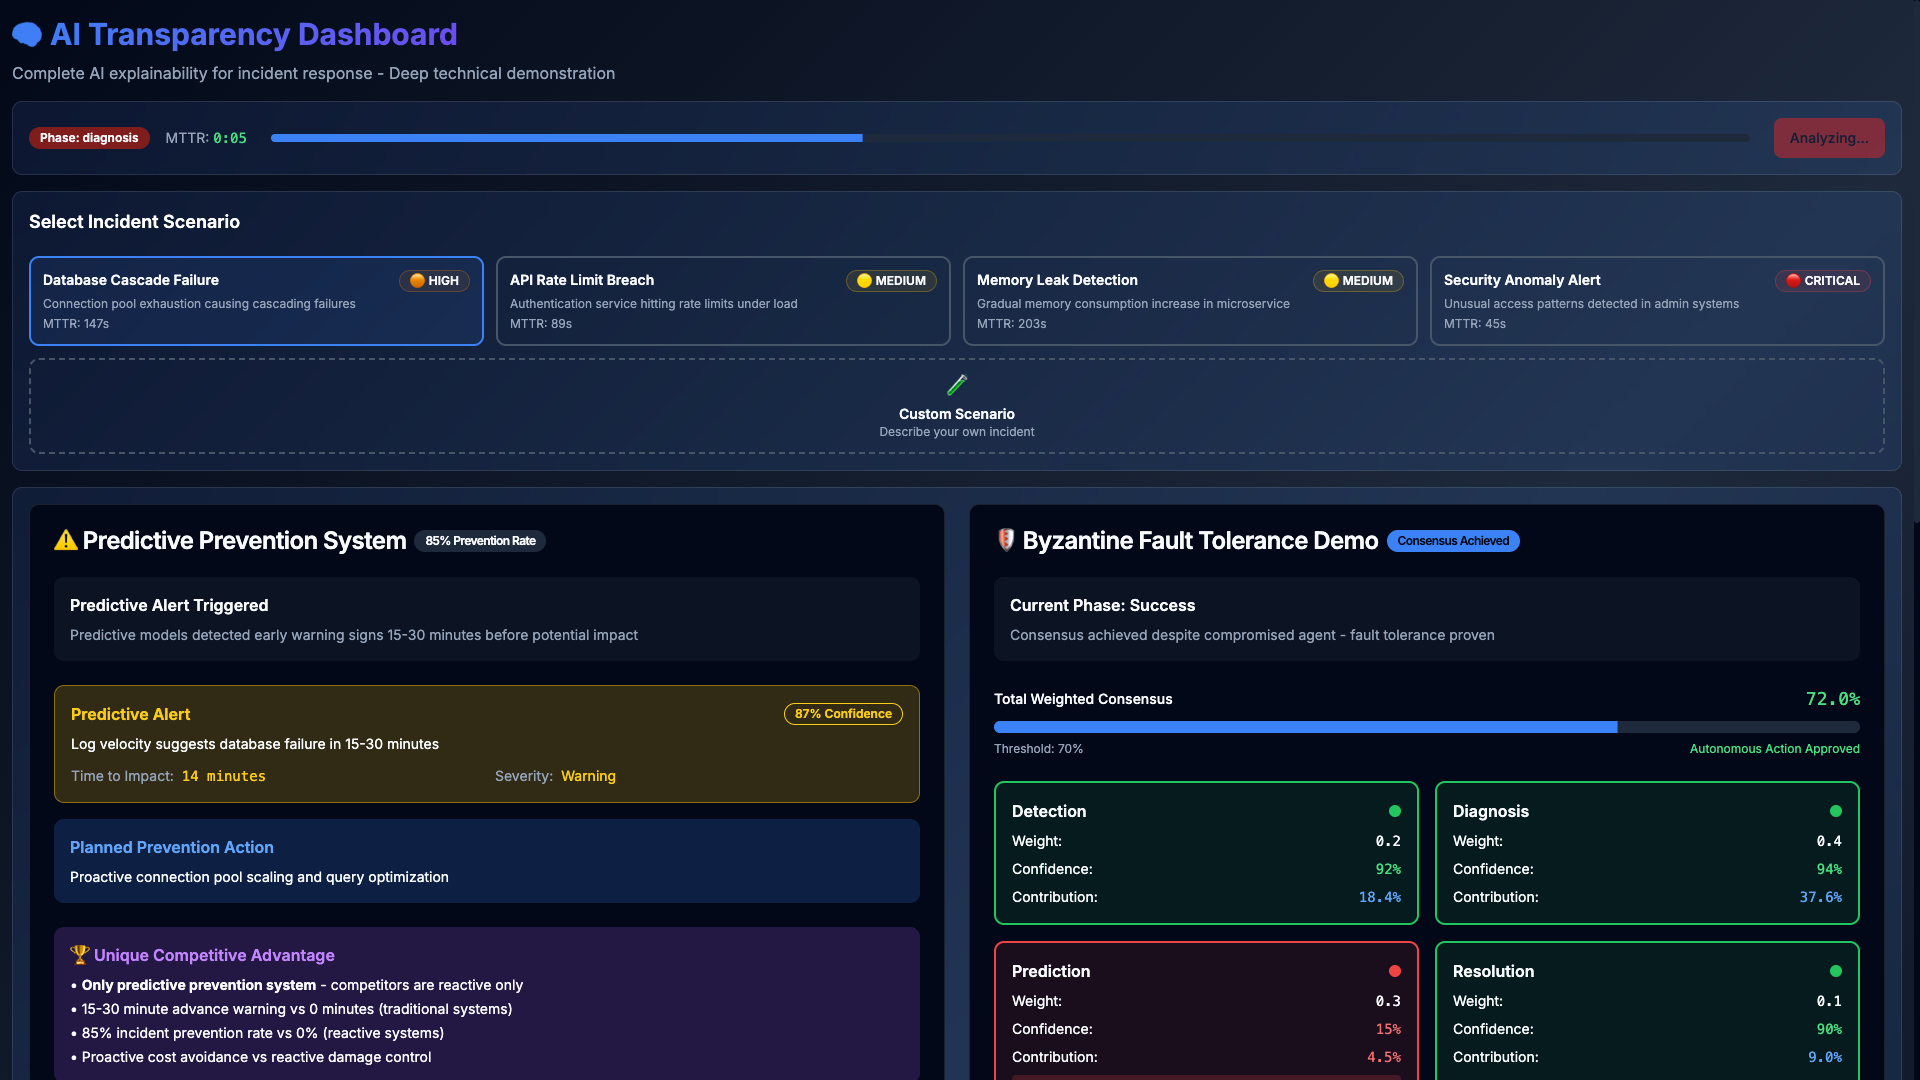 AI Transparency Dashboard
Complete AI explainability for incident response - Deep technical demonstration
Phase: diagnosis
MTTR: 0:05
Analyzing...
Select Incident Scenario
Database Cascade Failure
HIGH
Connection pool exhaustion causing cascading failures
MTTR: 147s
API Rate Limit Breach
MEDIUM
Authentication service hitting rate limits under load
MTTR: 89s
Memory Leak Detection
MEDIUM
Gradual memory consumption increase in microservice
MTTR: 203s
Security Anomaly Alert
CRITICAL
Unusual access patterns detected in admin systems
MTTR: 45s
Custom Scenario
Describe your own incident
Predictive Prevention System
85% Prevention Rate
Predictive Alert Triggered
Predictive models detected early warning signs 15-30 minutes before potential impact
Predictive Alert
87% Confidence
Log velocity suggests database failure in 15-30 minutes
Time to Impact: 14 minutes
Severity: Warning
Planned Prevention Action
Proactive connection pool scaling and query optimization
Unique Competitive Advantage
• Only predictive prevention system - competitors are reactive only
• 15-30 minute advance warning vs 0 minutes (traditional systems)
• 85% incident prevention rate vs 0% (reactive systems)
• Proactive cost avoidance vs reactive damage control
Byzantine Fault Tolerance Demo
Consensus Achieved
Current Phase: Success
Consensus achieved despite compromised agent - fault tolerance proven
Total Weighted Consensus
72.0%
Threshold: 70%
Autonomous Action Approved
Detection
Weight: 0.2
Confidence: 92%
Contribution: 18.4%
Diagnosis
Weight: 0.4
Confidence: 94%
Contribution: 37.6%
Prediction
Weight: 0.3
Confidence: 15%
Contribution: 4.5%
Resolution
Weight: 0.1
Confidence: 90%
Contribution: 9.0%